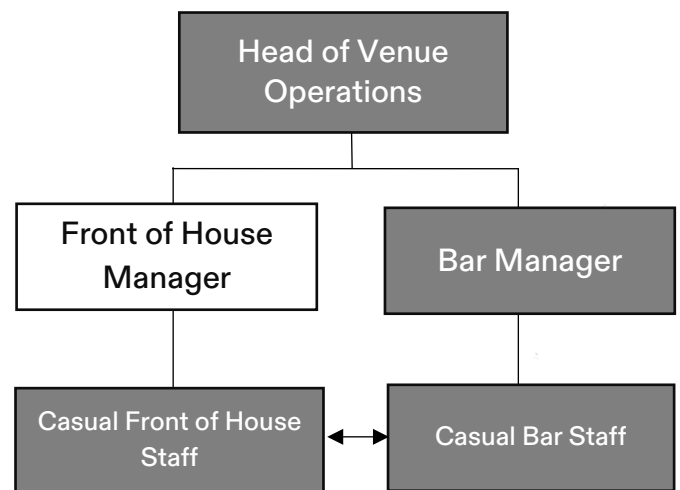 Head of Venue
Operations
Front of House
Manager
Bar Manager
Casual Front of House
Staff
Casual Bar Staff